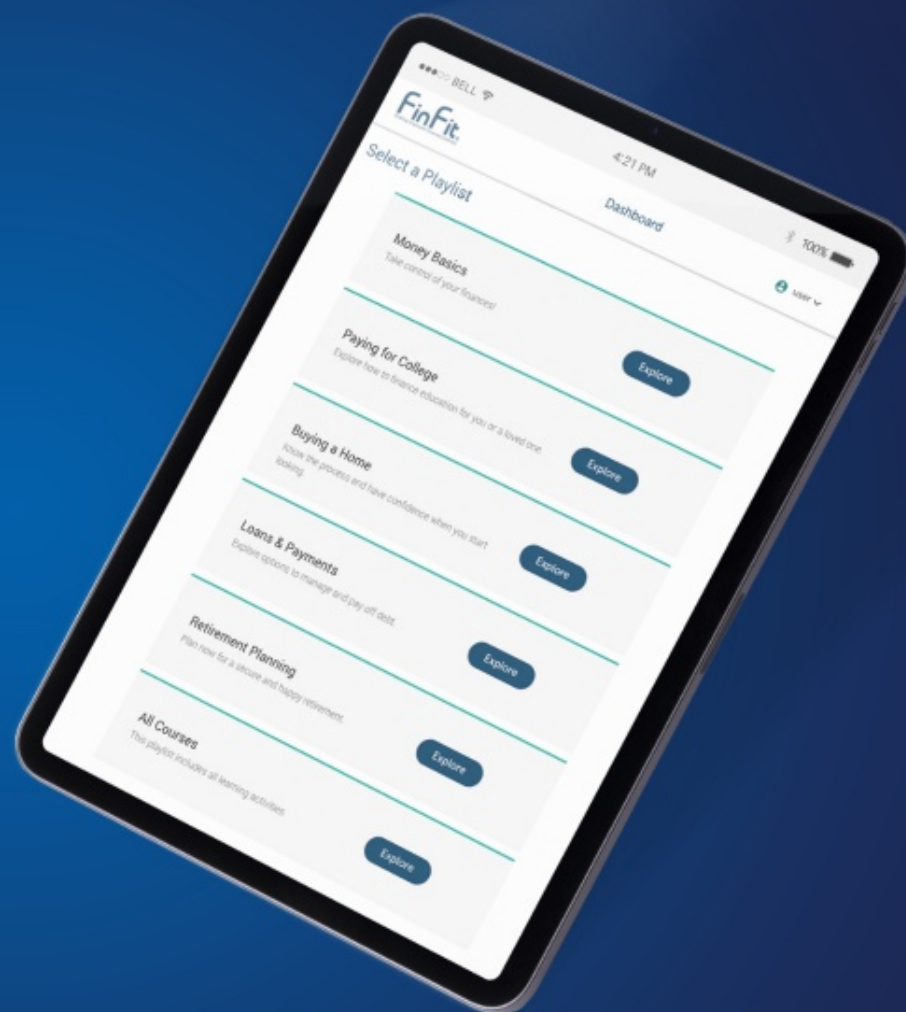 BELL
4:21 PM
100%
FinFit
Dashboard
user
Select a Playlist
Money Basics
Take control of your finances!
Explore
Paying for College
Explore how to finance education for you or a loved one.
Explore
Buying a Home
Know the process and have confidence when you start
looking.
Explore
Loans & Payments
Explore options to manage and pay off debt.
Explore
Retirement Planning
Plan now for a secure and happy retirement.
Explore
All Courses
This playlist includes all learning activities.
Explore